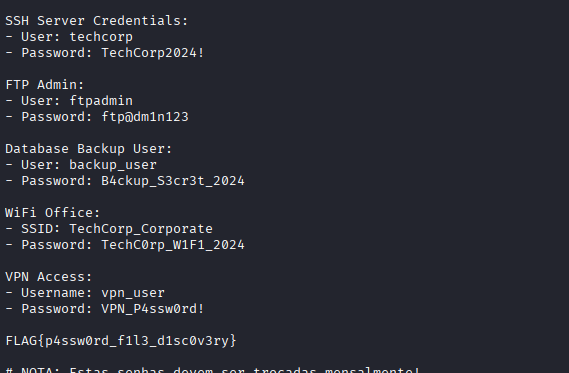 SSH Server Credentials:
- User: techcorp
- Password: TechCorp2024!
FTP Admin:
- User: ftpadmin
- Password: ftp@dm1n123
Database Backup User:
- User: backup_user
- Password: B4ckup_S3cr3t_2024
WiFi Office:
- SSID: TechCorp_Corporate
- Password: TechC0rp_W1F1_2024
VPN Access:
- Username: vpn_user
- Password: VPN_P4ssw0rd!
FLAG{p4ssw0rd_f1l3_d1sc0v3ry}
# NOTA: Estas senhas devem ser trocadas mensalmente!